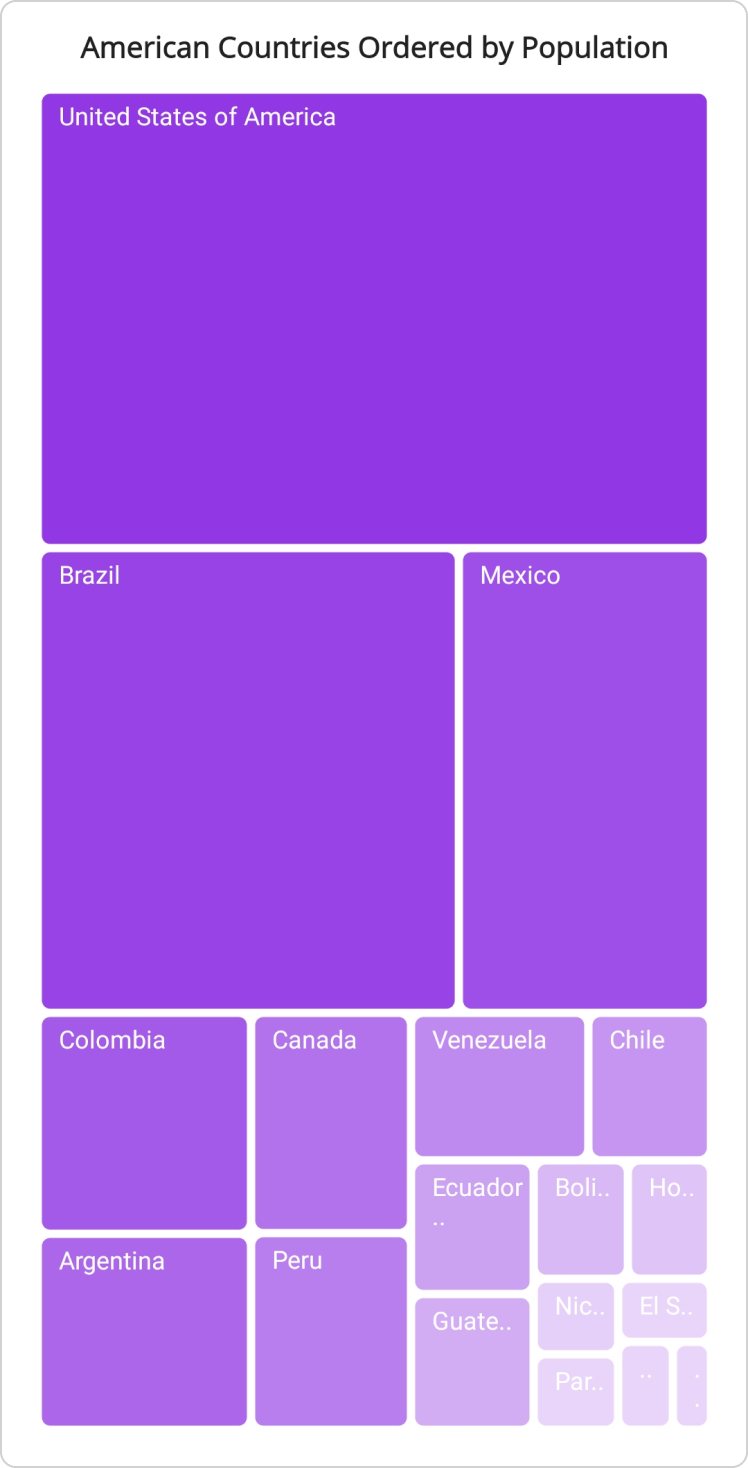 American Countries Ordered by Population
United States of America
Brazil
Mexico
Colombia
Canada
Venezuela
Chile
Ecuador
..
Boli..
Ho..
Argentina
Peru
Nic..
El S..
Guate..
Par..
..
.
.